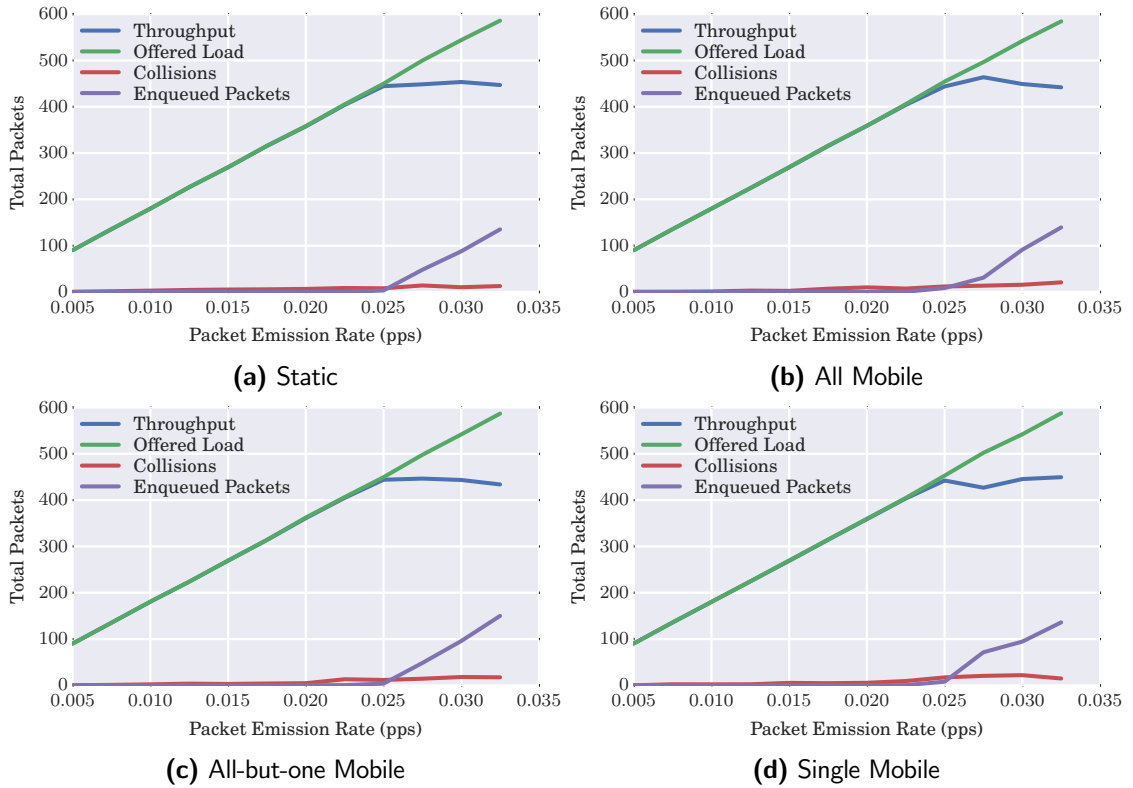 600
500
400
300
200
100
0
Total Packets
Throughput
Offered Load
Collisions
Enqueued Packets
0.005 0.010 0.015 0.020 0.025 0.030 0.035
Packet Emission Rate (pps)
(a) Static
600
500
400
300
200
100
0
Total Packets
Throughput
Offered Load
Collisions
Enqueued Packets
0.005 0.010 0.015 0.020 0.025 0.030 0.035
Packet Emission Rate (pps)
(b) All Mobile
600
500
400
300
200
100
0
Total Packets
Throughput
Offered Load
Collisions
Enqueued Packets
0.005 0.010 0.015 0.020 0.025 0.030 0.035
Packet Emission Rate (pps)
(c) All-but-one Mobile
600
500
400
300
200
100
0
Total Packets
Throughput
Offered Load
Collisions
Enqueued Packets
0.005 0.010 0.015 0.020 0.025 0.030 0.035
Packet Emission Rate (pps)
(d) Single Mobile